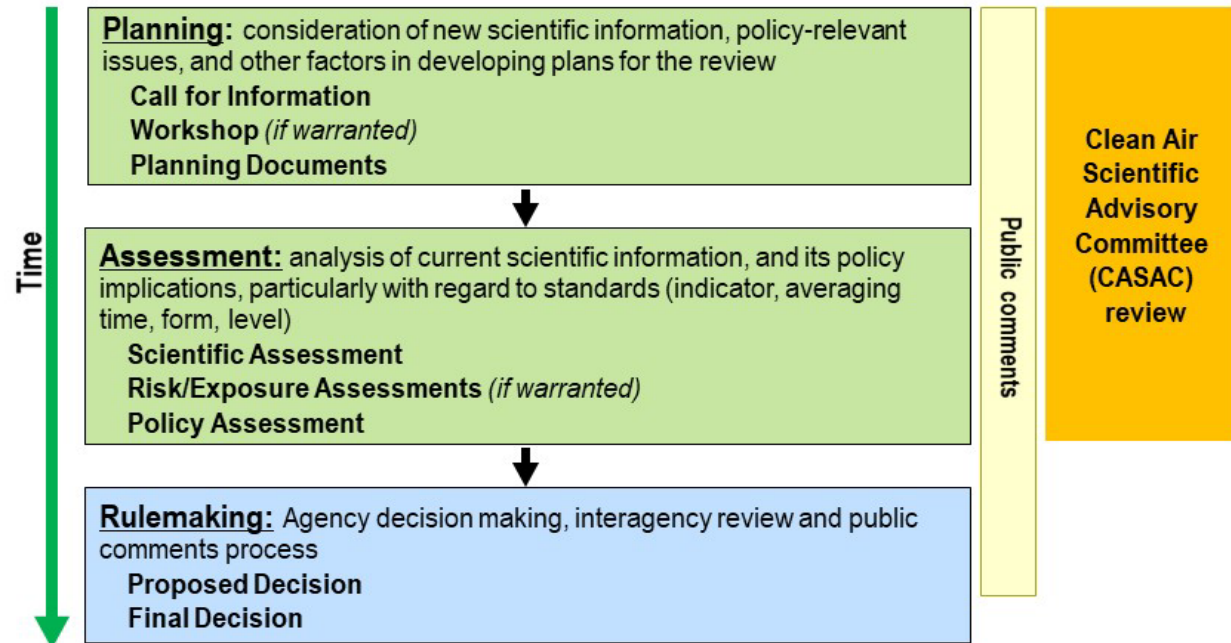 Planning: consideration of new scientific information, policy-relevant
issues, and other factors in developing plans for the review
Call for Information
Workshop (if warranted)
Planning Documents
Assessment: analysis of current scientific information, and its policy
implications, particularly with regard to standards (indicator, averaging
time, form, level)
Scientific Assessment
Risk/Exposure Assessments (if warranted)
Policy Assessment
Rulemaking: Agency decision making, interagency review and public
comments process
Proposed Decision
Final Decision
Time
Public comments
Clean Air
Scientific
Advisory
Committee
(CASAC)
review